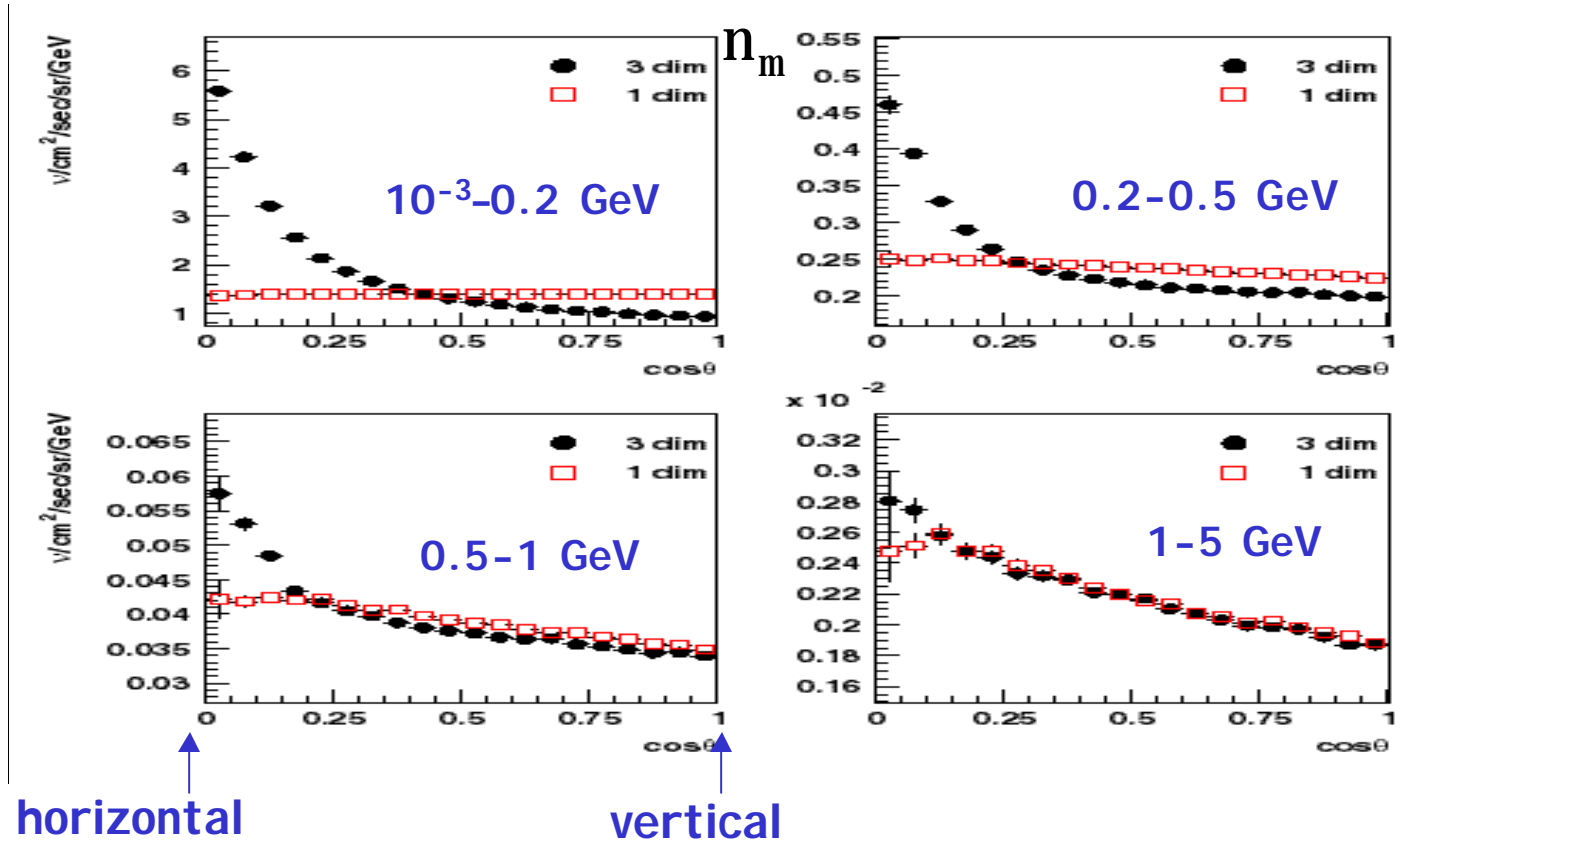 ν/cm²/sec/sr/GeV
6
5
4
3
2
1
3 dim
1 dim
10⁻³–0.2 GeV
0 0.25 0.5 0.75 1
cosθ
nₘ
0.55
0.5
0.45
0.4
0.35
0.3
0.25
0.2
3 dim
1 dim
0.2-0.5 GeV
0 0.25 0.5 0.75 1
cosθ
ν/cm²/sec/sr/GeV
0.065
0.06
0.055
0.05
0.045
0.04
0.035
0.03
3 dim
1 dim
0.5-1 GeV
0 0.25 0.5 0.75 1
cosθ
x 10 ⁻²
0.32
0.3
0.28
0.26
0.24
0.22
0.2
0.18
0.16
3 dim
1 dim
1-5 GeV
0 0.25 0.5 0.75 1
cosθ
horizontal
vertical